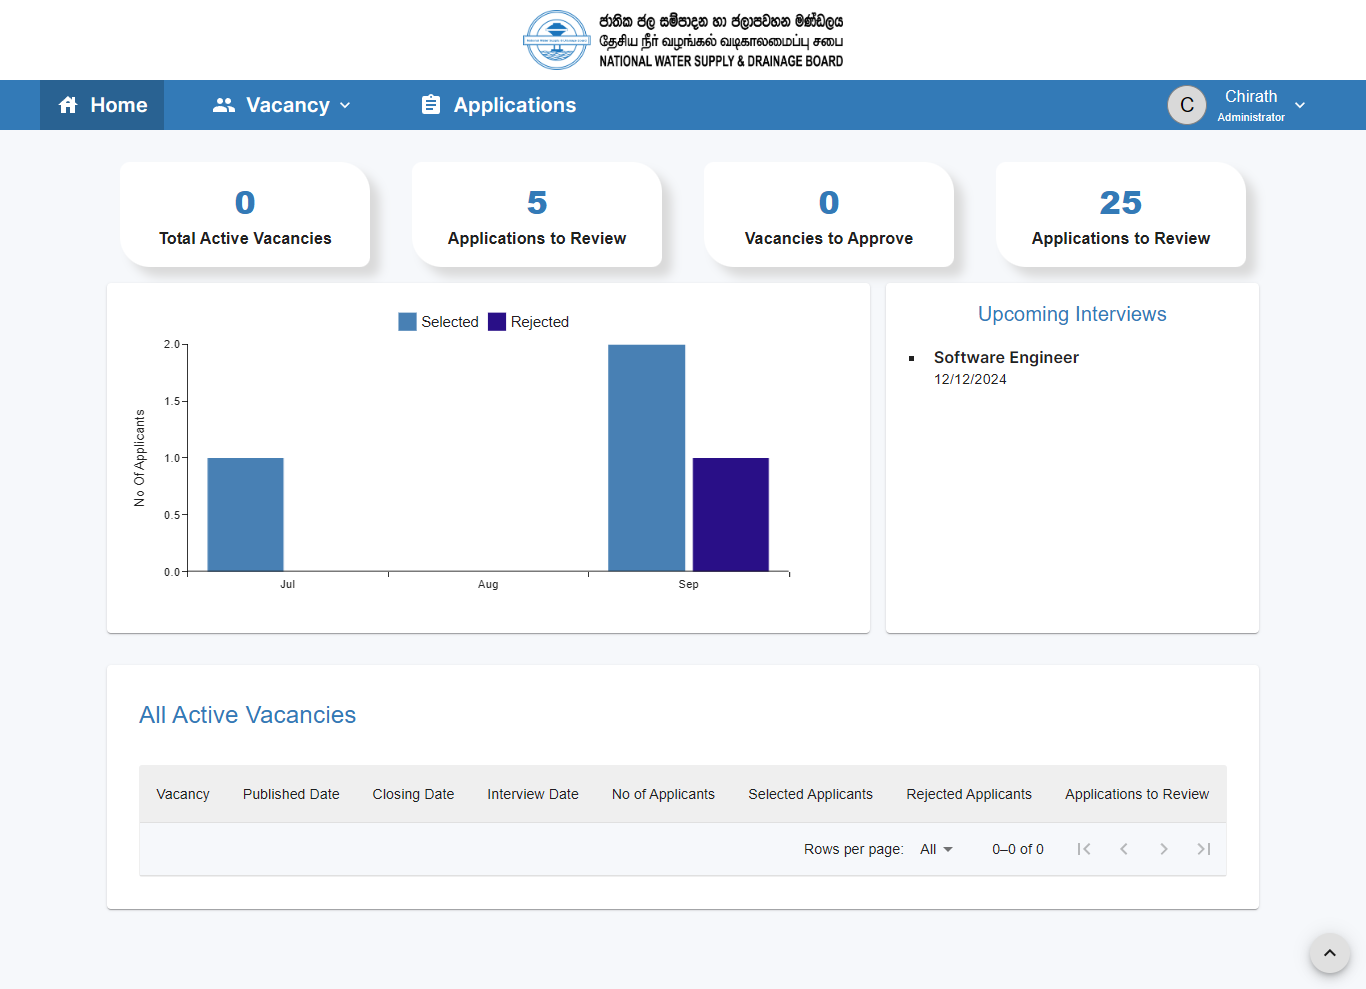 ජාතික ජල සම්පාදන හා ජලාපවහන මණ්ඩලය
தேசிய நீர் வழங்கல் வடிகாலமைப்பு சபை
NATIONAL WATER SUPPLY & DRAINAGE BOARD
Home
Vacancy
Applications
C
Chirath
Administrator
0
Total Active Vacancies
5
Applications to Review
0
Vacancies to Approve
25
Applications to Review
Selected
Rejected
No Of Applicants
2.0
1.5
1.0
0.5
0.0
Jul
Aug
Sep
Upcoming Interviews
Software Engineer
12/12/2024
All Active Vacancies
Vacancy Published Date Closing Date Interview Date No of Applicants Selected Applicants Rejected Applicants Applications to Review
Rows per page: All 0–0 of 0